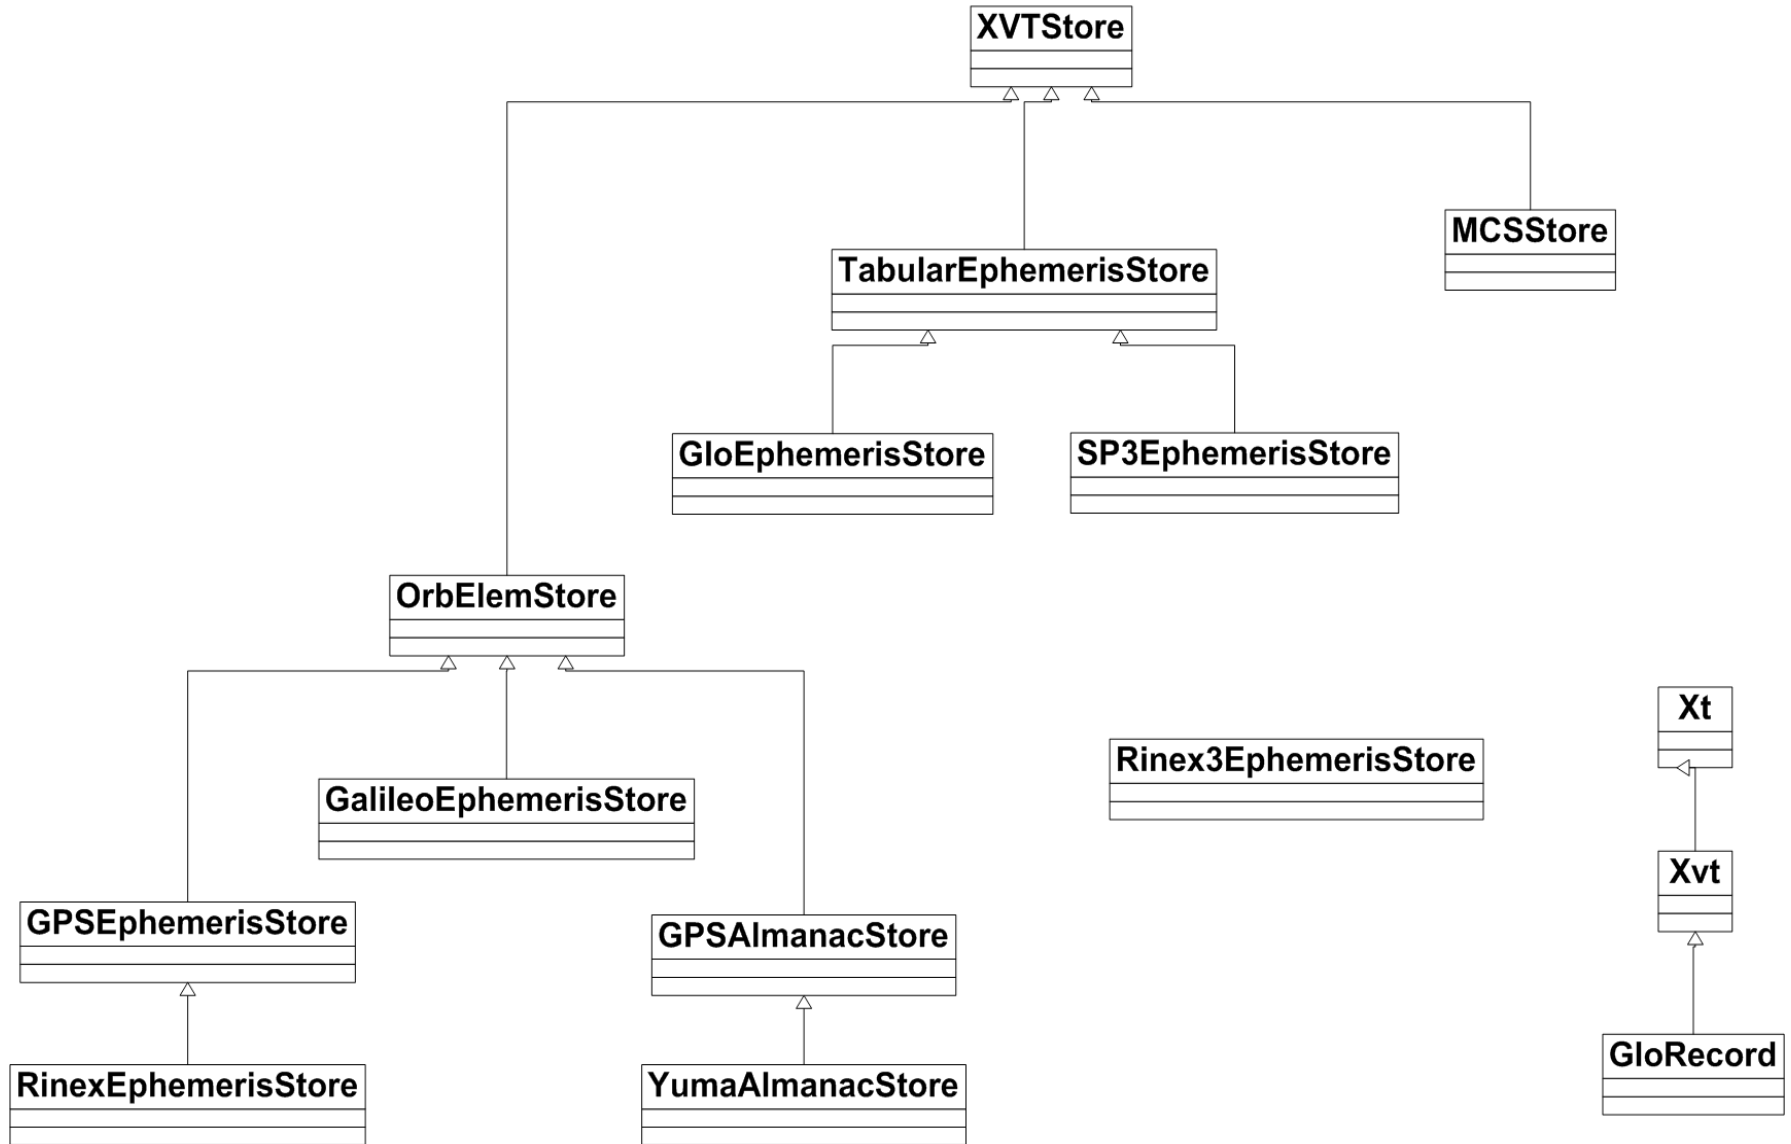 XVTStore
MCSStore
TabularEphemerisStore
GloEphemerisStore
SP3EphemerisStore
OrbElemStore
Xt
Rinex3EphemerisStore
GalileoEphemerisStore
Xvt
GPSEphemerisStore
GPSAlmanacStore
GloRecord
RinexEphemerisStore
YumaAlmanacStore